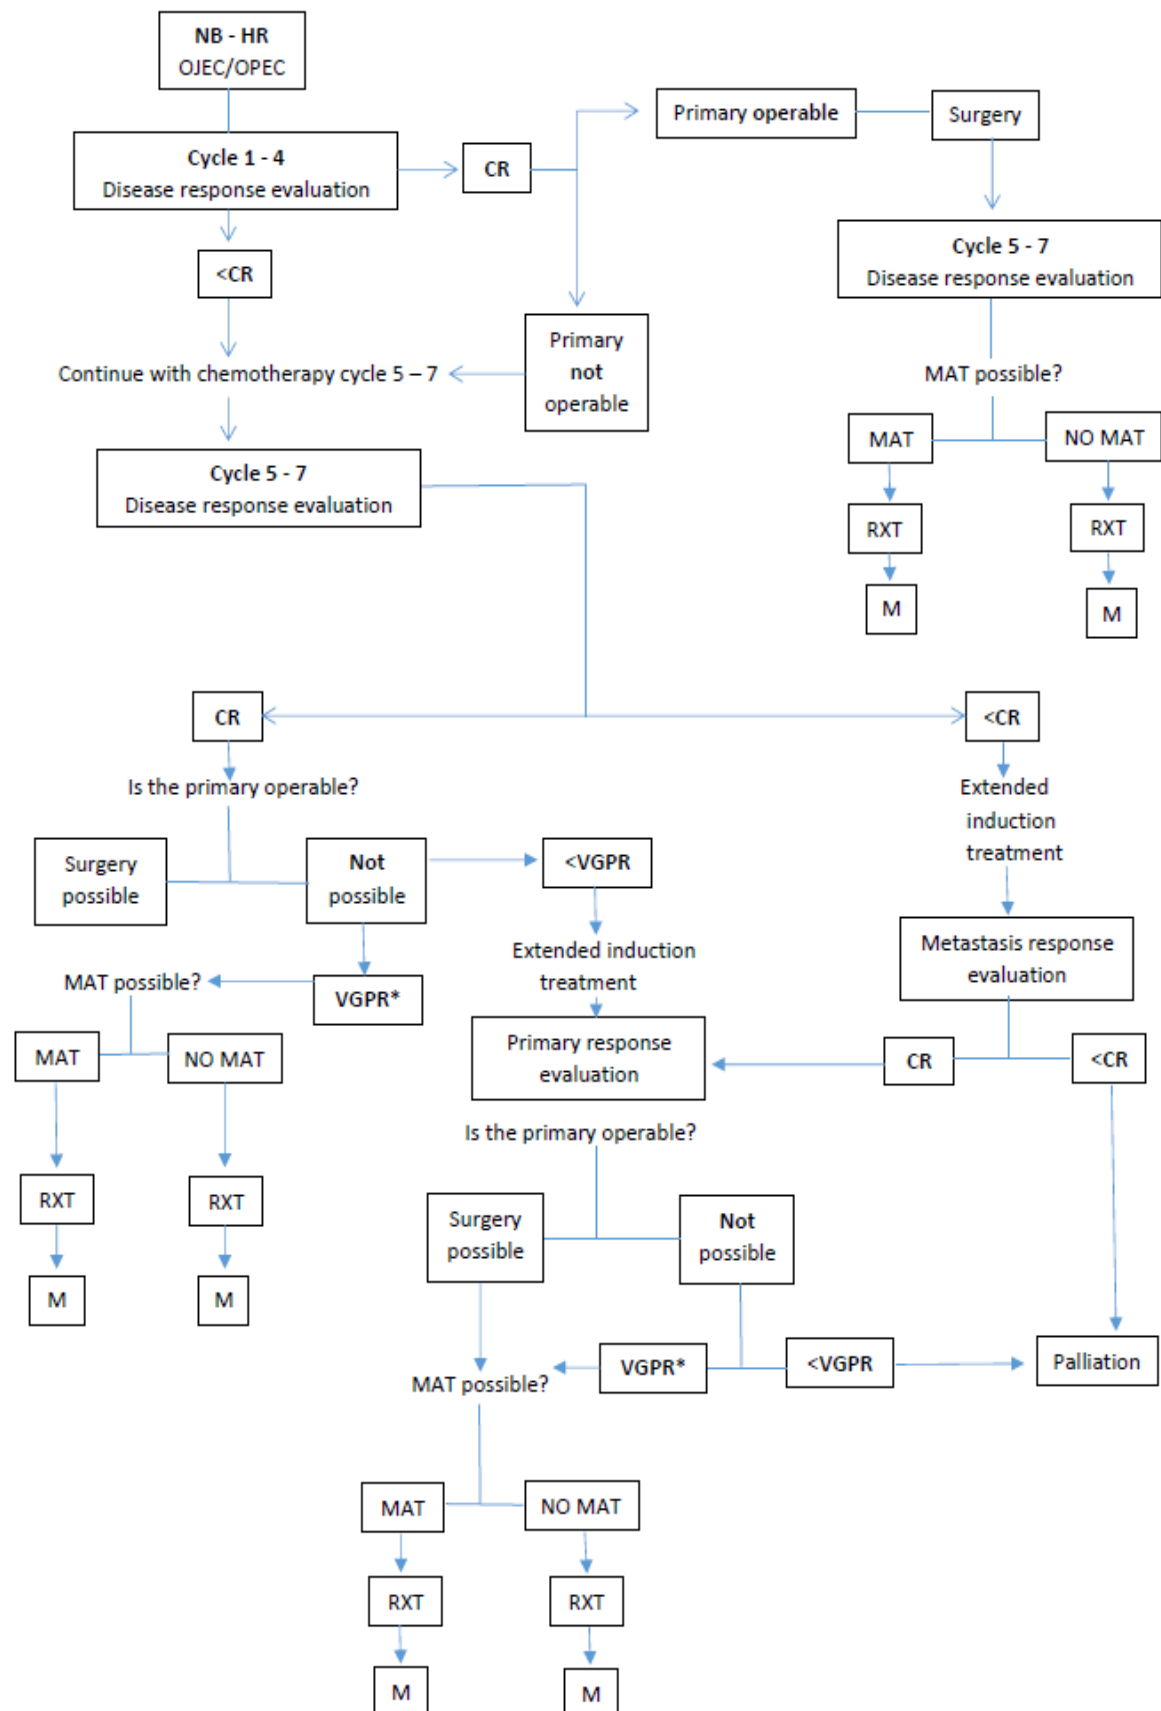 NB - HR
OJEC/OPEC
Primary operable
Surgery
Cycle 1 - 4
Disease response evaluation
CR
<CR
Cycle 5 - 7
Disease response evaluation
Primary
not
operable
Continue with chemotherapy cycle 5 – 7
MAT possible?
MAT
NO MAT
RXT
RXT
M
M
Cycle 5 - 7
Disease response evaluation
CR
<CR
Is the primary operable?
Extended
induction
treatment
Surgery
possible
Not
possible
<VGPR
Extended induction
treatment
Metastasis response
evaluation
MAT possible?
VGPR*
MAT
NO MAT
Primary response
evaluation
CR
<CR
Is the primary operable?
RXT
RXT
M
M
Surgery
possible
Not
possible
VGPR*
<VGPR
Palliation
MAT possible?
MAT
NO MAT
RXT
RXT
M
M